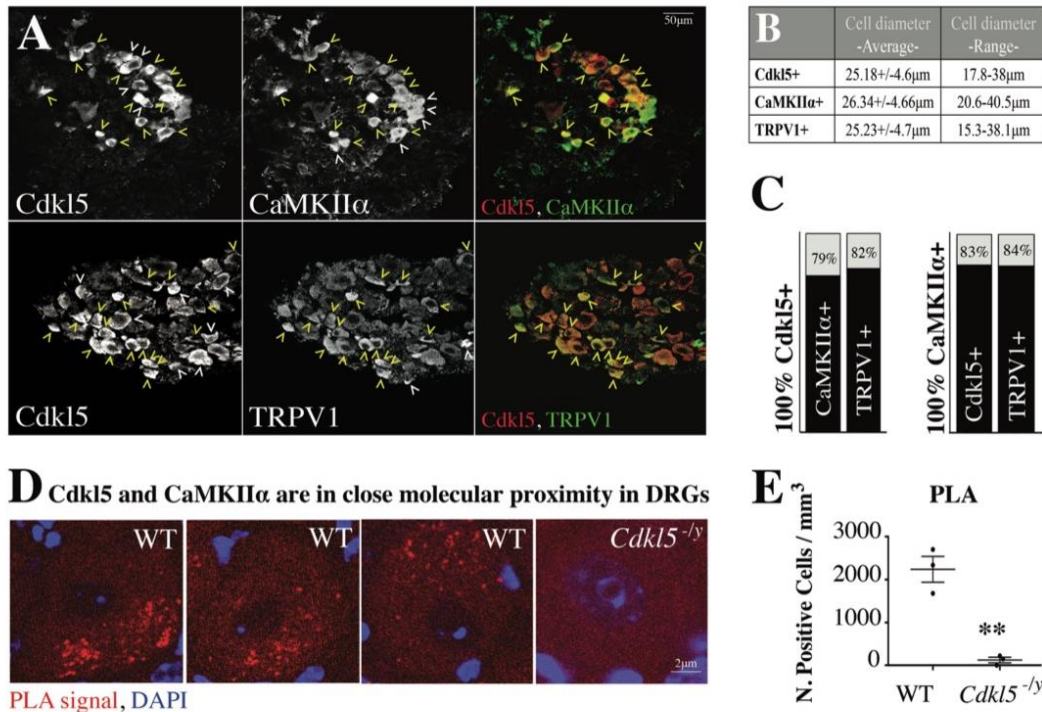 A
50µm
Cdkl5
CaMKIIα
Cdkl5, CaMKIIα
Cdkl5
TRPV1
Cdkl5, TRPV1
B
Cell diameter -Average-
Cell diameter -Range-
Cdkl5+ 25.18+/-4.6µm 17.8-38µm
CaMKIIα+ 26.34+/-4.66µm 20.6-40.5µm
TRPV1+ 25.23+/-4.7µm 15.3-38.1µm
C
100% Cdkl5+
79%
CaMKIIα+
82%
TRPV1+
100% CaMKIIα+
83%
Cdkl5+
84%
TRPV1+
D Cdkl5 and CaMKIIα are in close molecular proximity in DRGs
WT
WT
WT
Cdkl5 -/y
2µm
PLA signal, DAPI
E
PLA
N. Positive Cells / mm³
3000
2000
1000
0
**
WT
Cdkl5 -/y